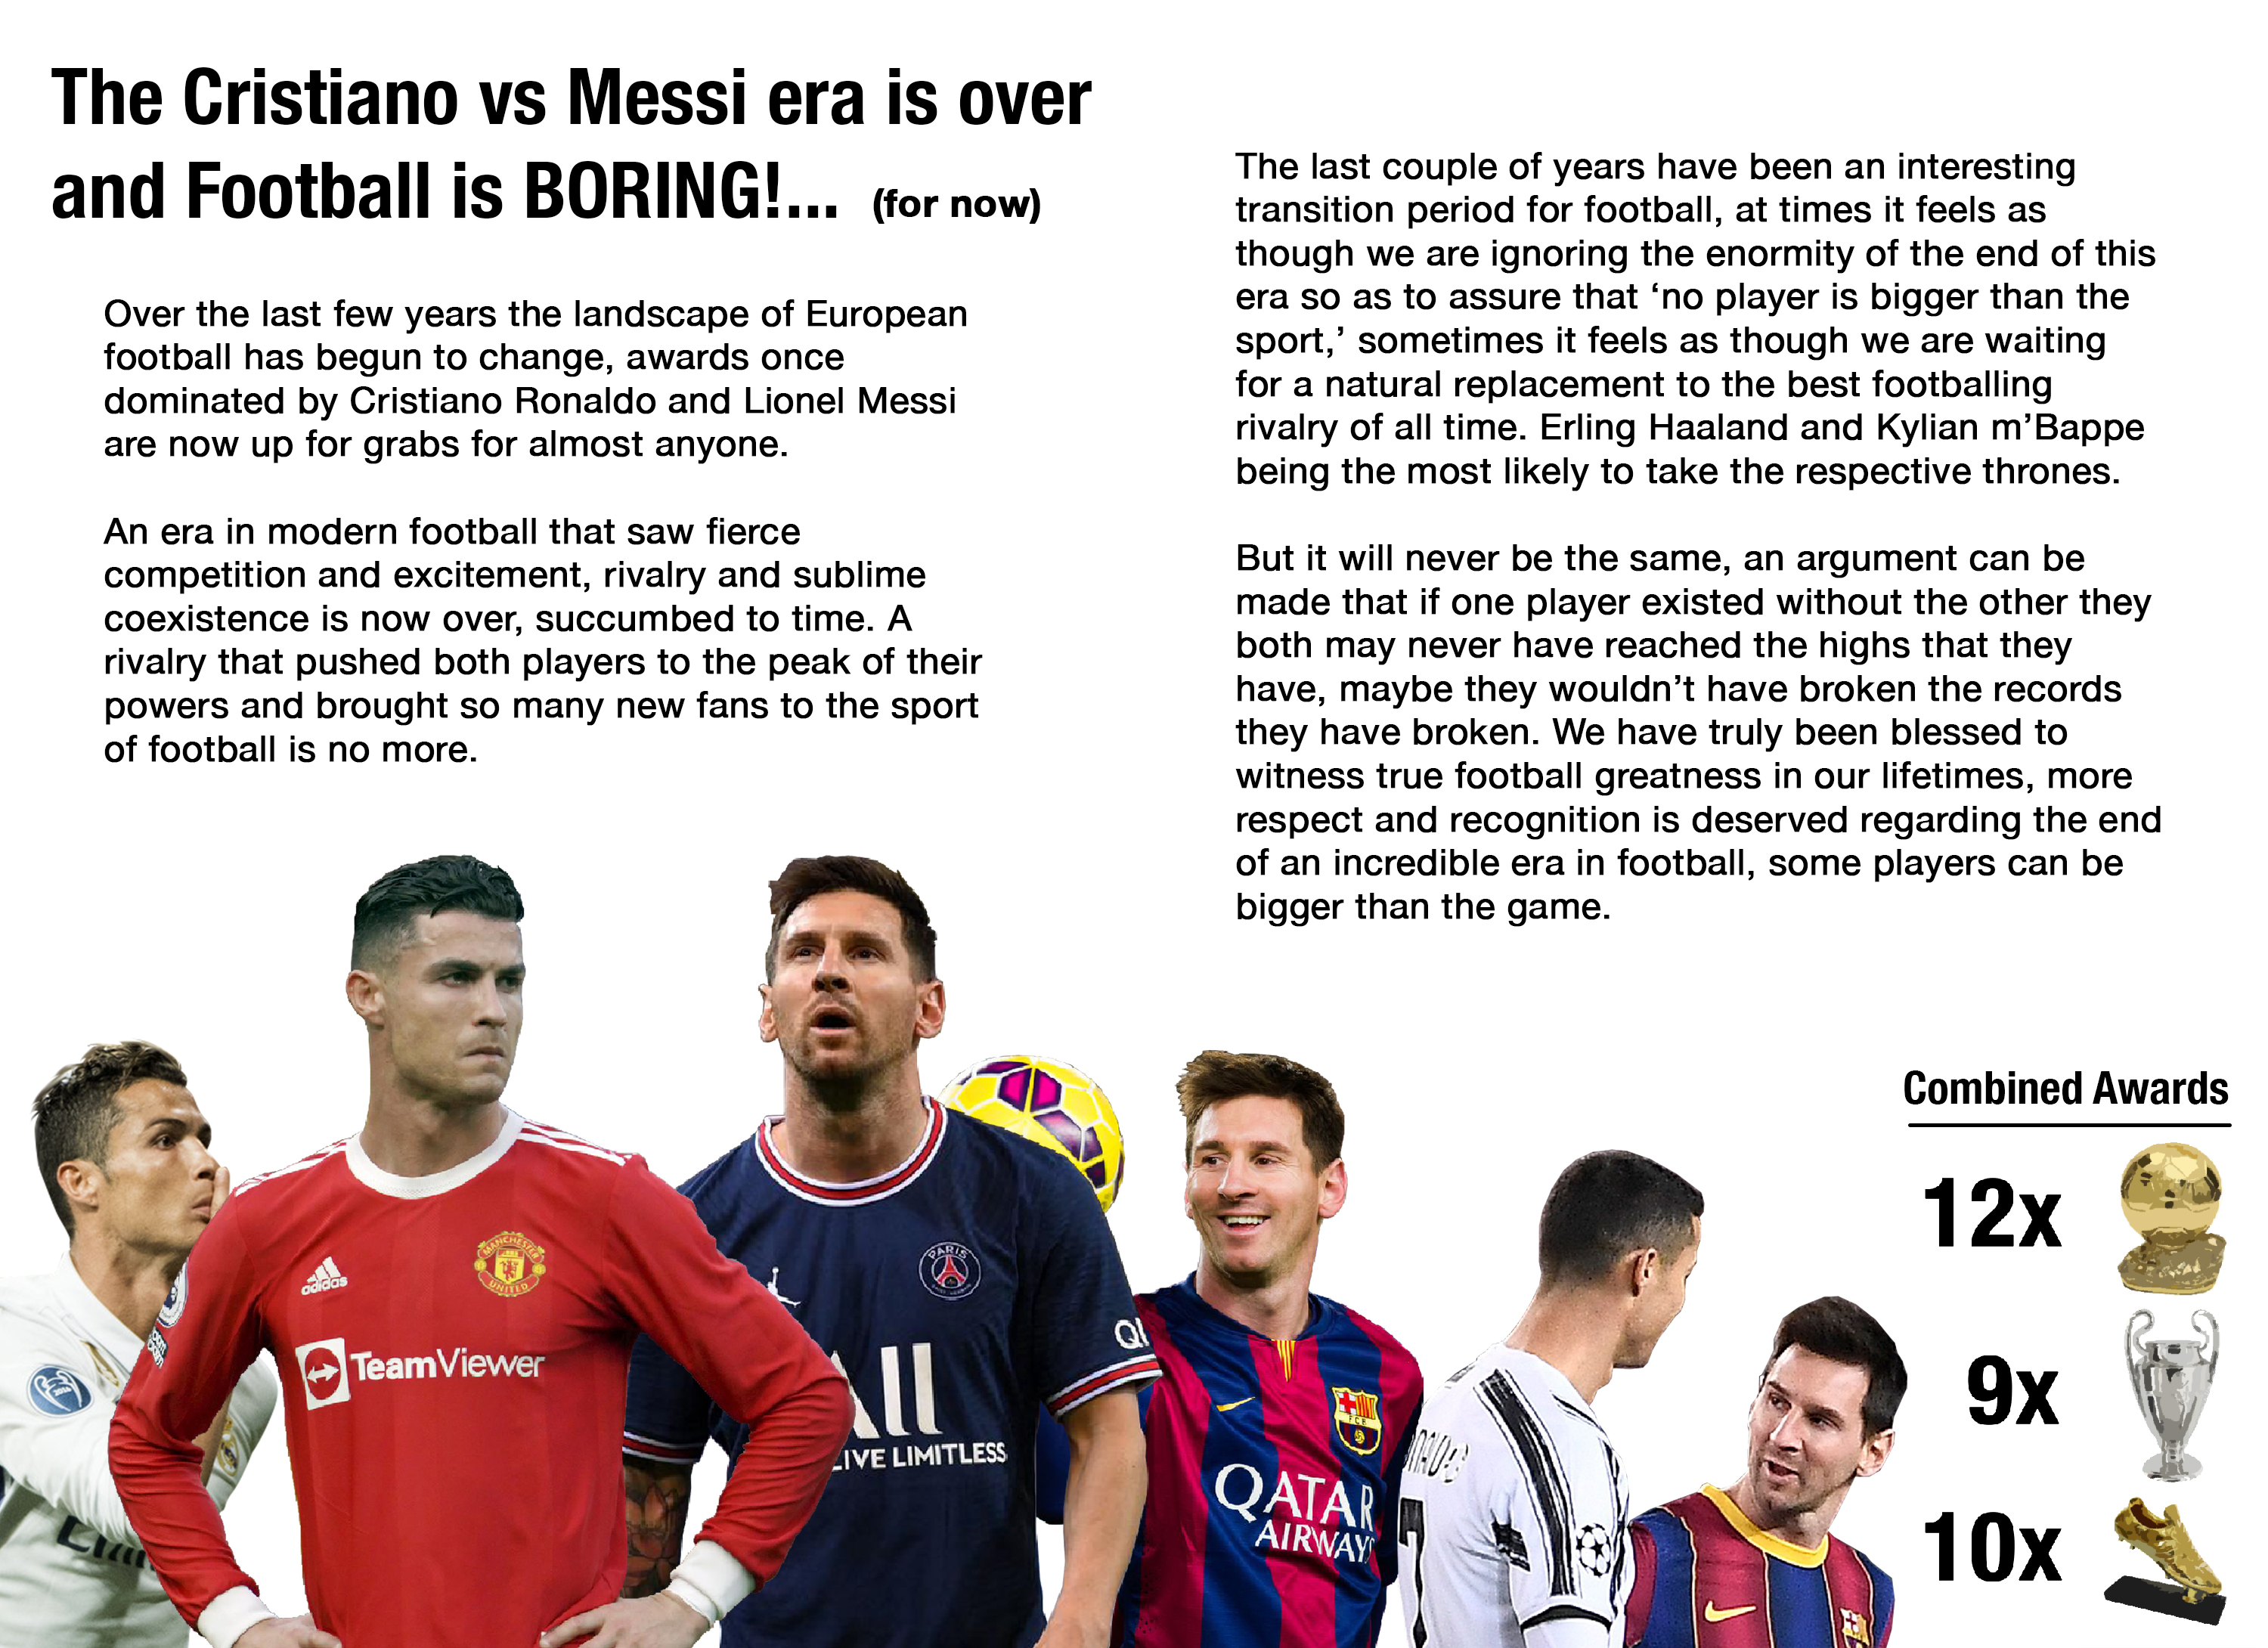 The Cristiano vs Messi era is over
and Football is BORING!... (for now)
Over the last few years the landscape of European
football has begun to change, awards once
dominated by Cristiano Ronaldo and Lionel Messi
are now up for grabs for almost anyone.
An era in modern football that saw fierce
competition and excitement, rivalry and sublime
coexistence is now over, succumbed to time. A
rivalry that pushed both players to the peak of their
powers and brought so many new fans to the sport
of football is no more.
The last couple of years have been an interesting
transition period for football, at times it feels as
though we are ignoring the enormity of the end of this
era so as to assure that ‘no player is bigger than the
sport,’ sometimes it feels as though we are waiting
for a natural replacement to the best footballing
rivalry of all time. Erling Haaland and Kylian m’Bappe
being the most likely to take the respective thrones.
But it will never be the same, an argument can be
made that if one player existed without the other they
both may never have reached the highs that they
have, maybe they wouldn’t have broken the records
they have broken. We have truly been blessed to
witness true football greatness in our lifetimes, more
respect and recognition is deserved regarding the end
of an incredible era in football, some players can be
bigger than the game.
adidas
MANCHESTER
UNITED
TeamViewer
PARIS
ALL
LIVE LIMITLESS
FCB
QATAR
AIRWAYS
7
Combined Awards
12x
9x
10x